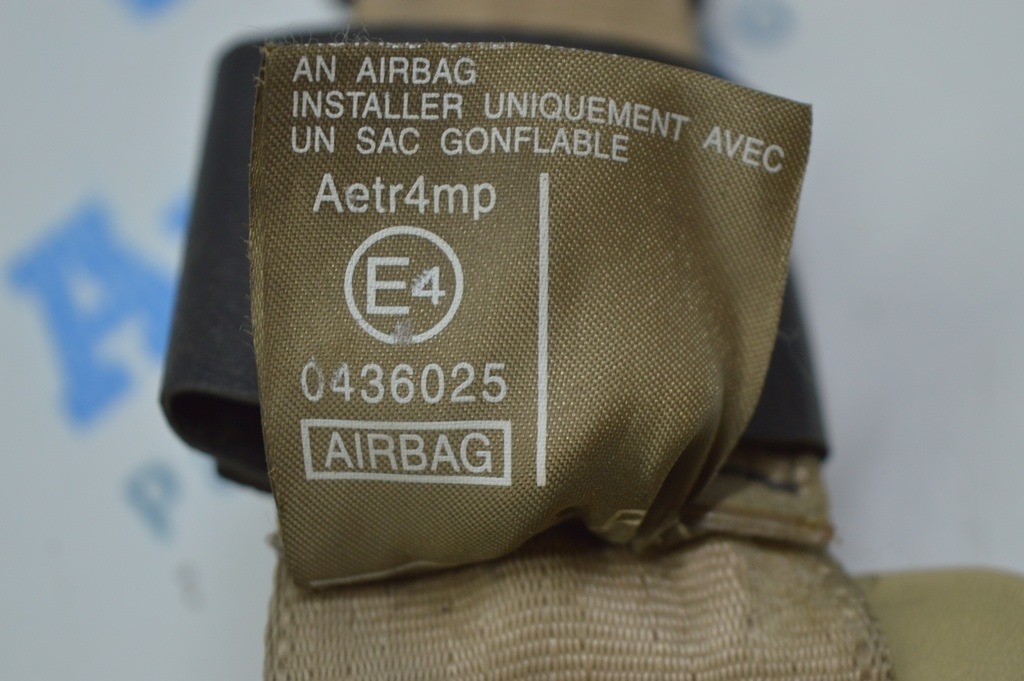 AN AIRBAG
INSTALLER UNIQUEMENT AVEC
UN SAC GONFLABLE
Aetr4mp
E4
0436025
AIRBAG